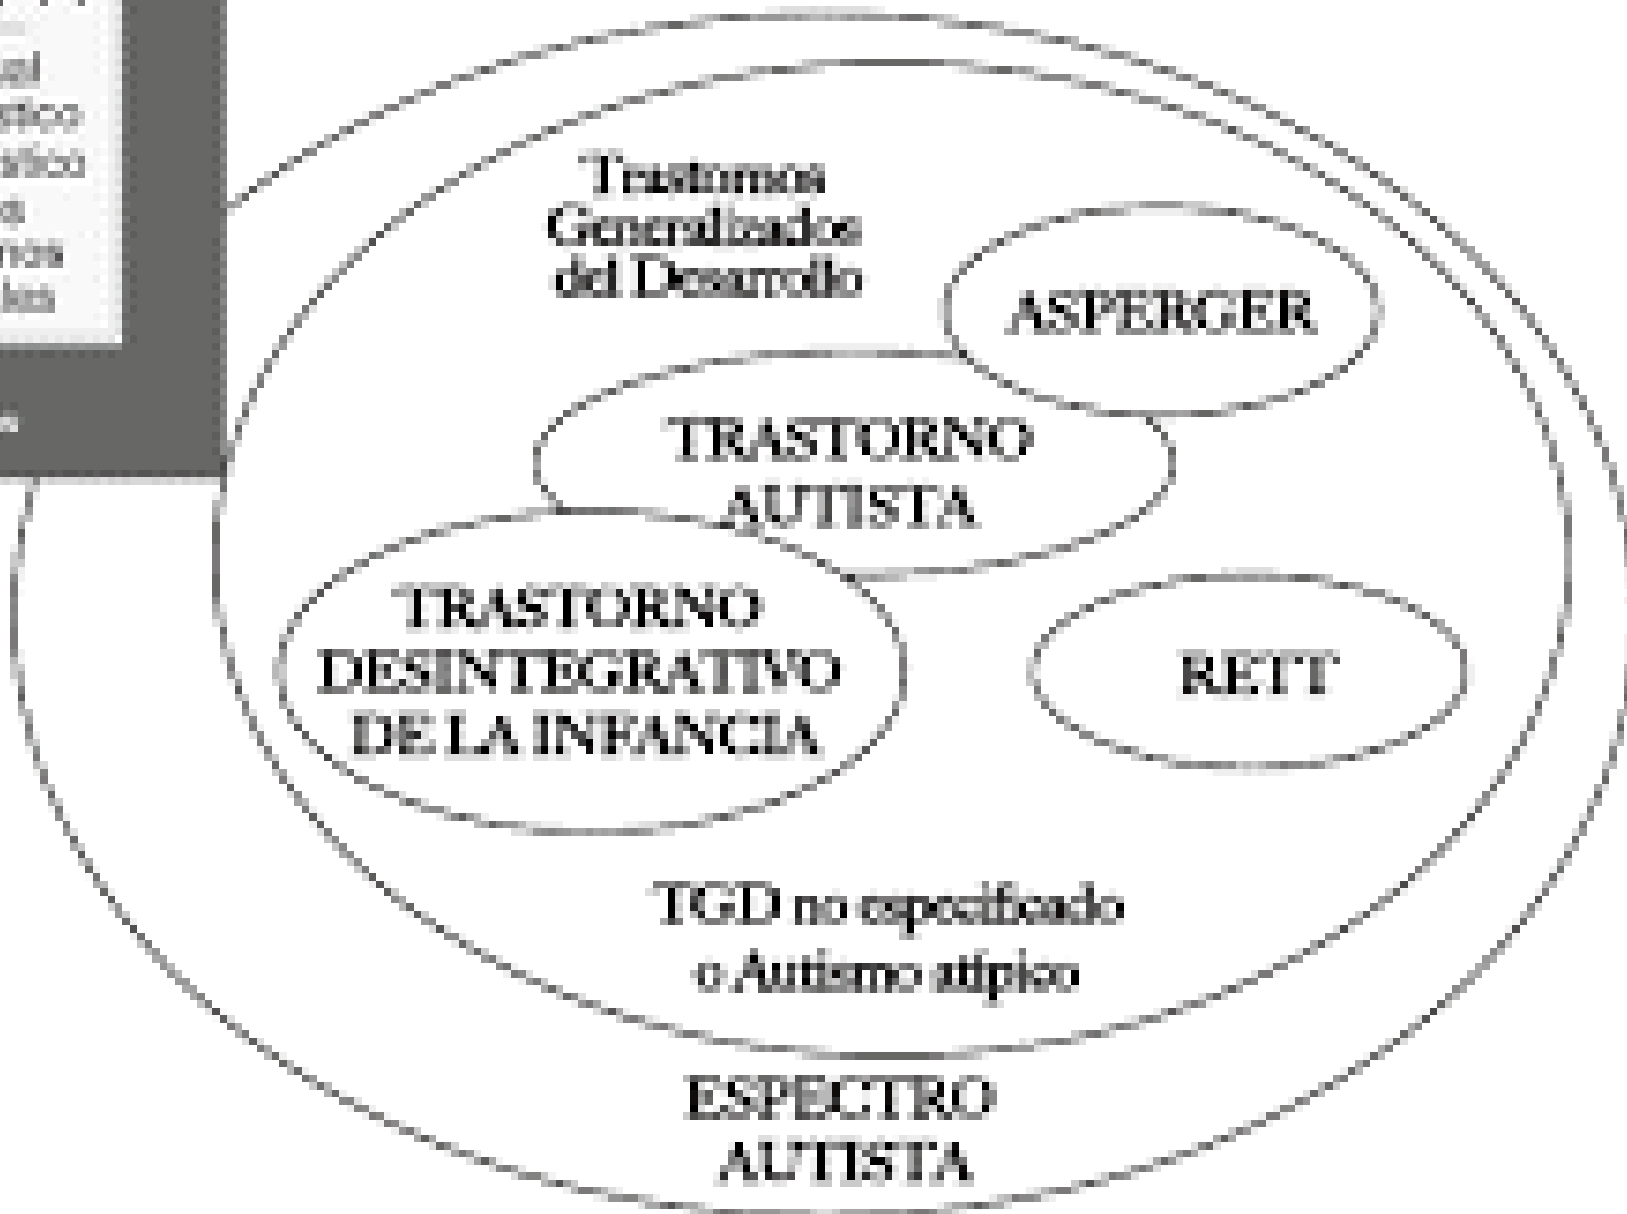 Trastornos
Generalizados
del Desarrollo
ASPERGER
TRASTORNO
AUTISTA
TRASTORNO
DESINTEGRATIVO
DE LA INFANCIA
RETT
TGD no especificado
o Autismo atípico
ESPECTRO
AUTISTA